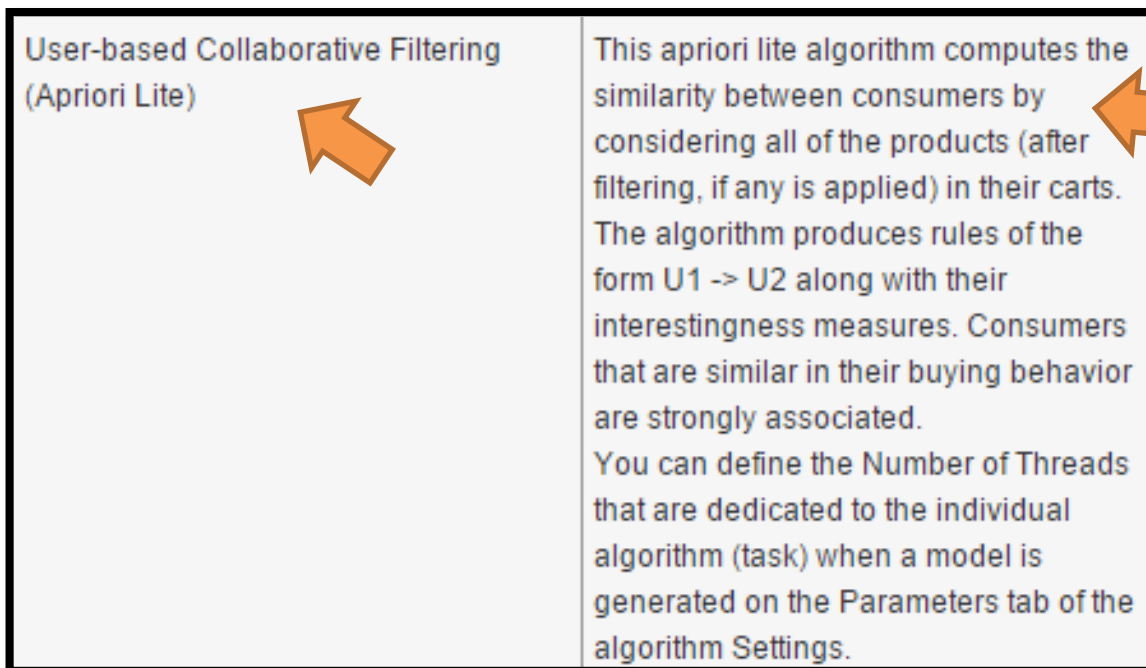 User-based Collaborative Filtering
(Apriori Lite)
This apriori lite algorithm computes the
similarity between consumers by
considering all of the products (after
filtering, if any is applied) in their carts.
The algorithm produces rules of the
form U1 -> U2 along with their
interestingness measures. Consumers
that are similar in their buying behavior
are strongly associated.
You can define the Number of Threads
that are dedicated to the individual
algorithm (task) when a model is
generated on the Parameters tab of the
algorithm Settings.